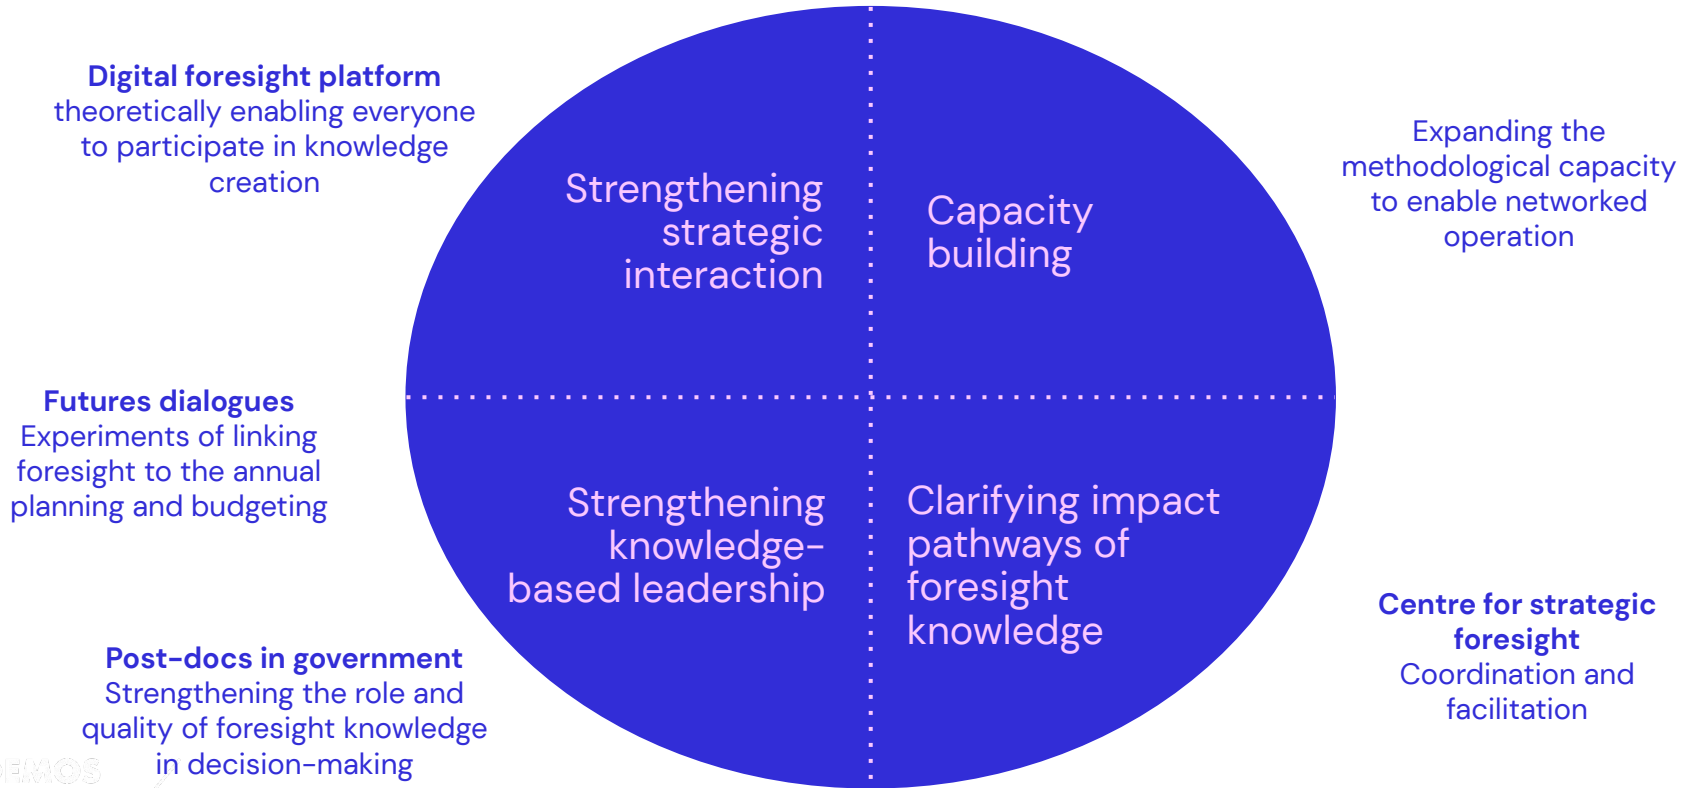 Digital foresight platform
theoretically enabling everyone
to participate in knowledge
creation
Strengthening
strategic
interaction
Capacity
building
Expanding the
methodological capacity
to enable networked
operation
Futures dialogues
Experiments of linking
foresight to the annual
planning and budgeting
Strengthening
knowledge-
based leadership
Clarifying impact
pathways of
foresight
knowledge
Post-docs in government
Strengthening the role and
quality of foresight knowledge
in decision-making
Centre for strategic
foresight
Coordination and
facilitation
DEMOS